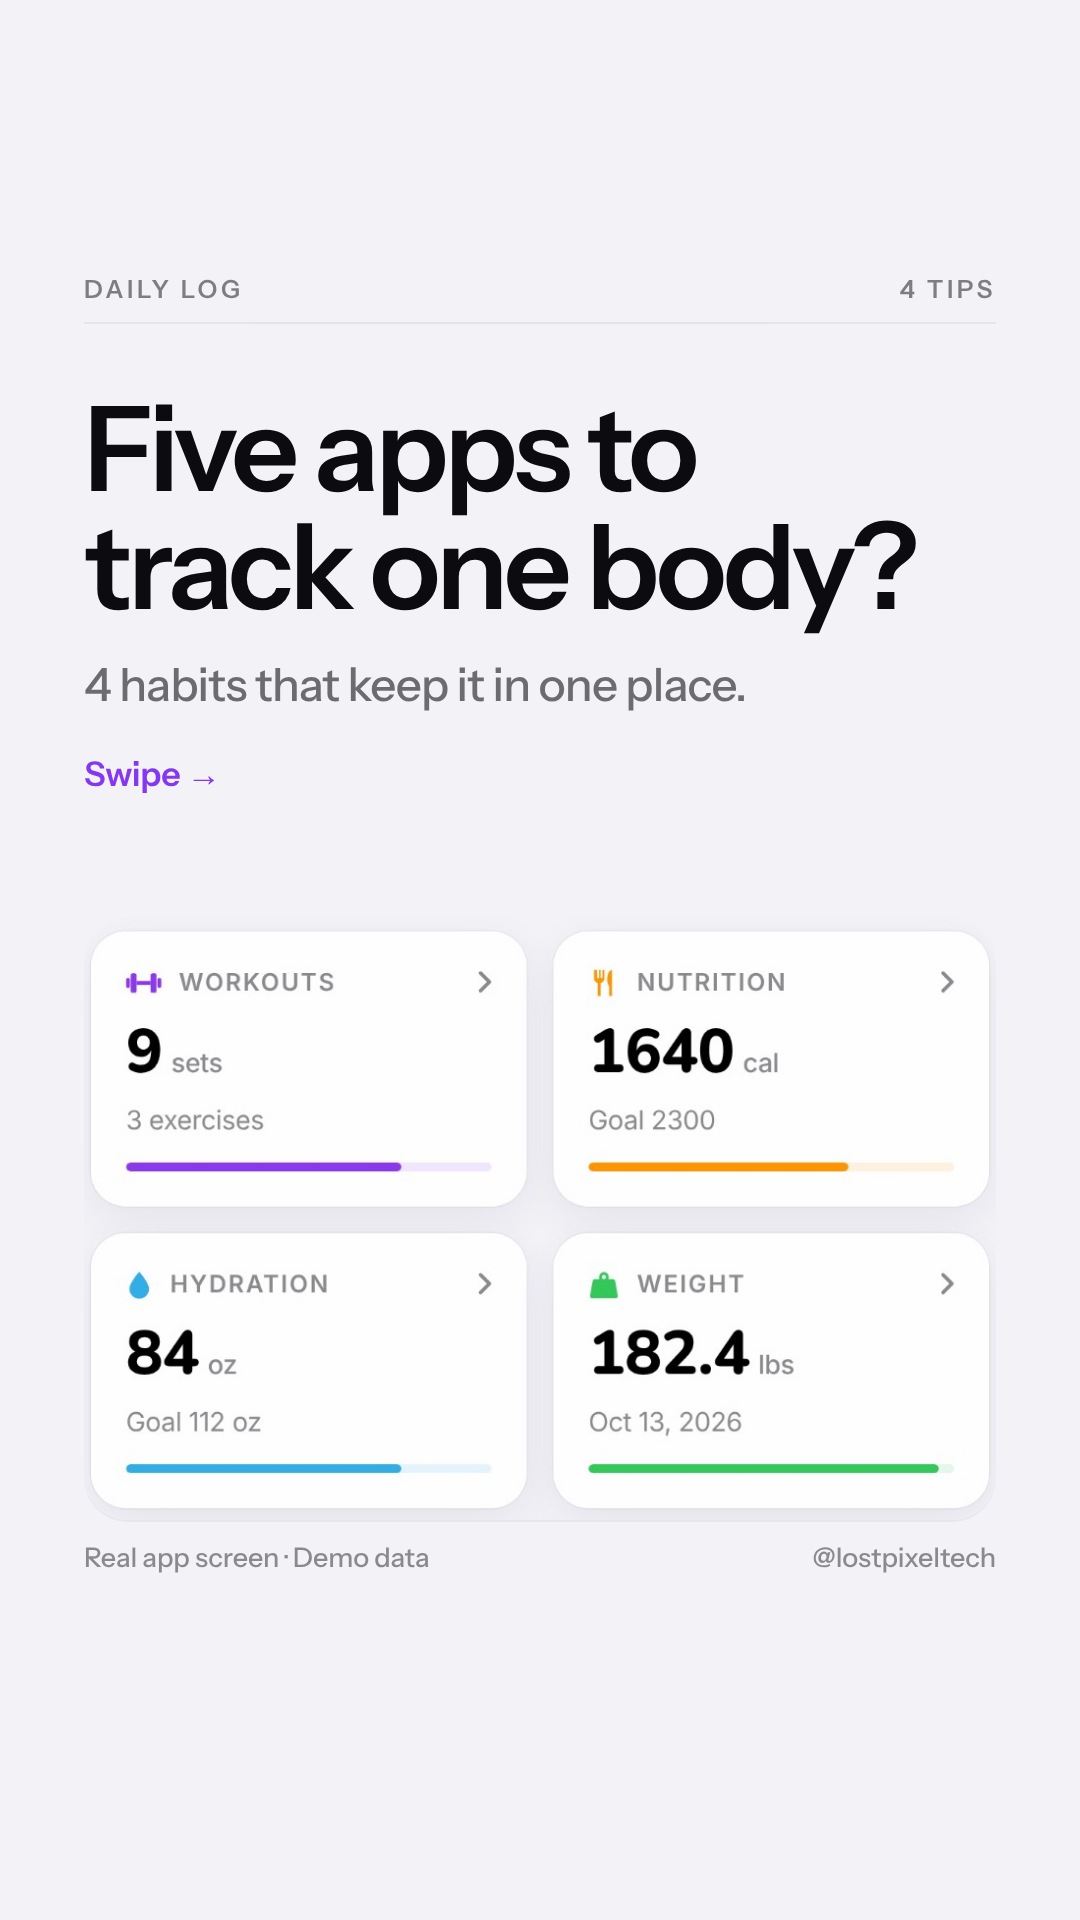 DAILY LOG
4 TIPS
Five apps to
track one body?
4 habits that keep it in one place.
Swipe →
WORKOUTS
9 sets
3 exercises
NUTRITION
1640 cal
Goal 2300
HYDRATION
84 oz
Goal 112 oz
WEIGHT
182.4 lbs
Oct 13, 2026
Real app screen · Demo data
@lostpixeltech